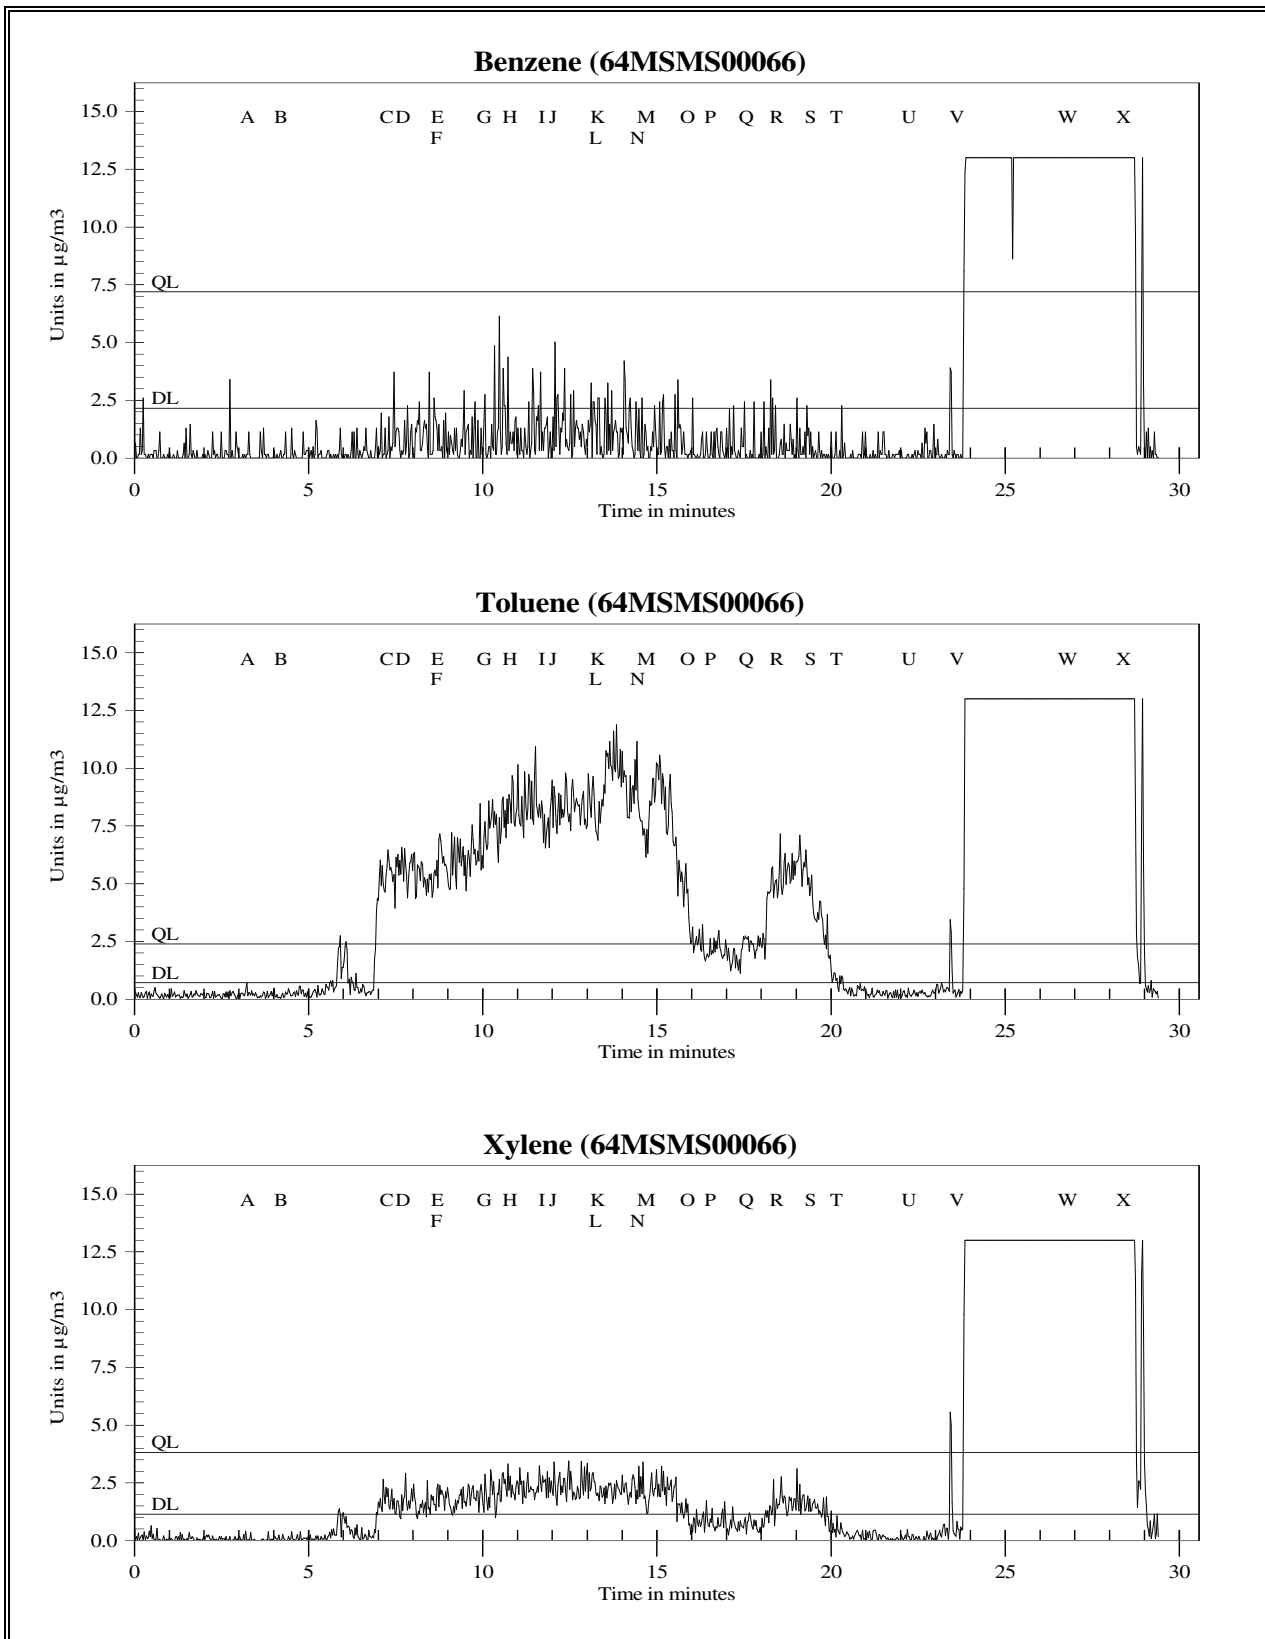 Benzene (64MSMS00066)
15.0
A B C D E G H I J K M O P Q R S T U V W X
F L N
12.5
10.0
Units in µg/m3
7.5
QL
5.0
2.5
DL
0.0
0 5 10 15 20 25 30
Time in minutes
Toluene (64MSMS00066)
15.0
A B C D E G H I J K M O P Q R S T U V W X
F L N
12.5
10.0
Units in µg/m3
7.5
5.0
QL
2.5
DL
0.0
0 5 10 15 20 25 30
Time in minutes
Xylene (64MSMS00066)
15.0
A B C D E G H I J K M O P Q R S T U V W X
F L N
12.5
10.0
Units in µg/m3
7.5
5.0
QL
2.5
DL
0.0
0 5 10 15 20 25 30
Time in minutes